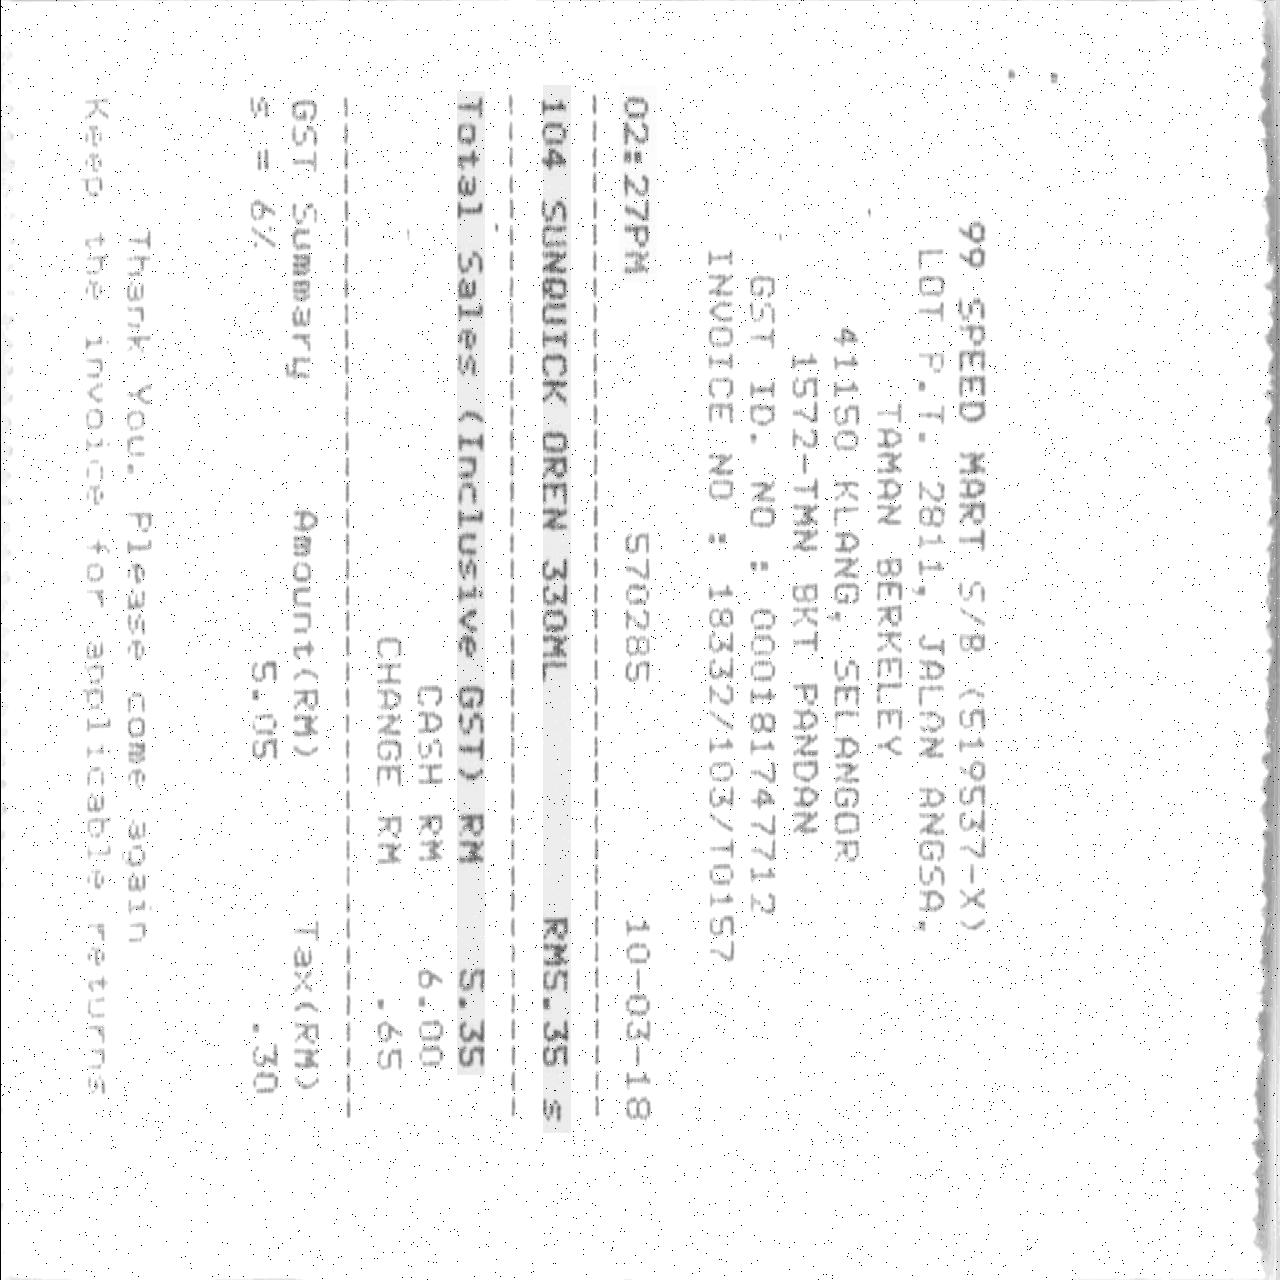 99 SPEED MART S/B (519537-X)
LOT P.T. 2811, JALAN ANGSA,
TAMAN BERKELEY
41150 KLANG, SELANGOR
1572-TMN BKT PANDAN
GST ID. NO : 000181747712
INVOICE NO : 18332/103/T0157
02:27PM 570285 10-03-18
104 SUNQUICK OREN 330ML RM5.35 s
Total Sales (Inclusive GST) RM 5.35
CASH RM 6.00
CHANGE RM .65
GST Summary Amount(RM) Tax(RM)
s = 6% 5.05 .30
Thank You. Please come again
Keep the invoice for applicable returns